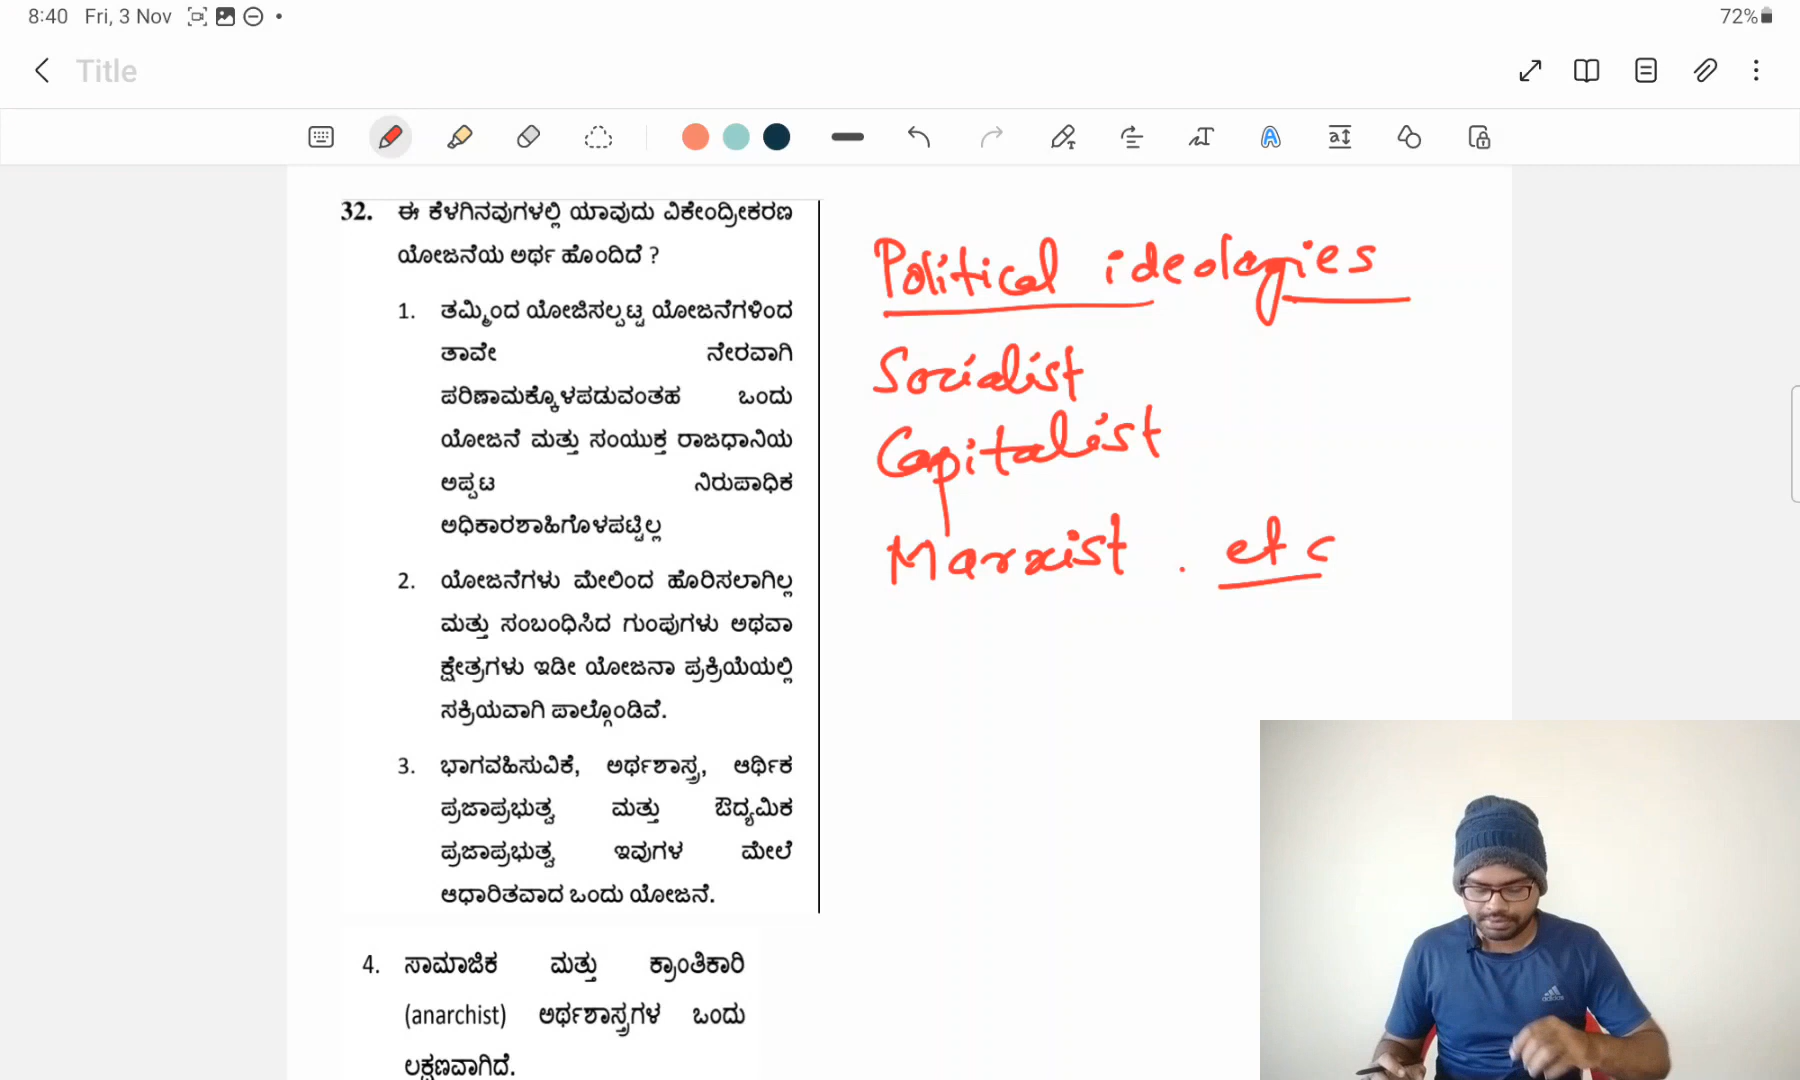 8:40 Fri, 3 Nov
72%
Title
32. ಈ ಕೆಳಗಿನವುಗಳಲ್ಲಿ ಯಾವುದು ವಿಕೇಂದ್ರೀಕರಣ
ಯೋಜನೆಯ ಅರ್ಥ ಹೊಂದಿದೆ ?
1. ತಮ್ಮಿಂದ ಯೋಜಿಸಲ್ಪಟ್ಟ ಯೋಜನೆಗಳಿಂದ
ತಾವೇ ನೇರವಾಗಿ
ಪರಿಣಾಮಕ್ಕೊಳಪಡುವಂತಹ ಒಂದು
ಯೋಜನೆ ಮತ್ತು ಸಂಯುಕ್ತ ರಾಜಧಾನಿಯ
ಅಪ್ಪಟ ನಿರುಪಾಧಿಕ
ಅಧಿಕಾರಶಾಹಿಗೊಳಪಟ್ಟಿಲ್ಲ
2. ಯೋಜನೆಗಳು ಮೇಲಿಂದ ಹೊರಿಸಲಾಗಿಲ್ಲ
ಮತ್ತು ಸಂಬಂಧಿಸಿದ ಗುಂಪುಗಳು ಅಥವಾ
ಕ್ಷೇತ್ರಗಳು ಇಡೀ ಯೋಜನಾ ಪ್ರಕ್ರಿಯೆಯಲ್ಲಿ
ಸಕ್ರಿಯವಾಗಿ ಪಾಲ್ಗೊಂಡಿವೆ.
3. ಭಾಗವಹಿಸುವಿಕೆ, ಅರ್ಥಶಾಸ್ತ್ರ, ಆರ್ಥಿಕ
ಪ್ರಜಾಪ್ರಭುತ್ವ ಮತ್ತು ಔದ್ಯಮಿಕ
ಪ್ರಜಾಪ್ರಭುತ್ವ ಇವುಗಳ ಮೇಲೆ
ಆಧಾರಿತವಾದ ಒಂದು ಯೋಜನೆ.
4. ಸಾಮಾಜಿಕ ಮತ್ತು ಕ್ರಾಂತಿಕಾರಿ
(anarchist) ಅರ್ಥಶಾಸ್ತ್ರಗಳ ಒಂದು
ಲಕ್ಷಣವಾಗಿದೆ.
Political ideologies
Socialist
Capitalist
Marxist . etc
adidas